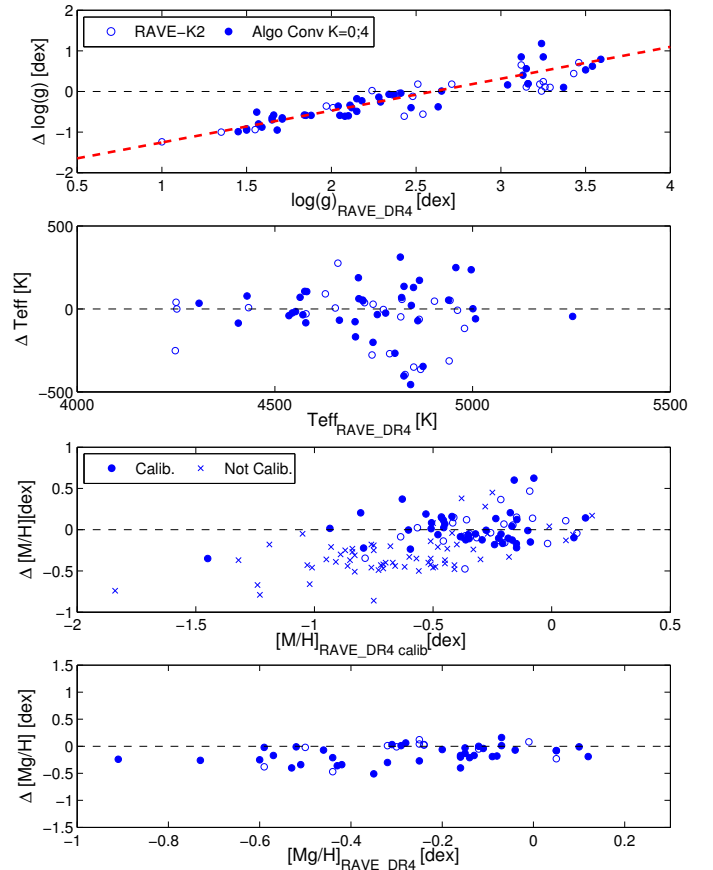 RAVE−K2 Algo Conv K=0;4
Δ log(g) [dex]
2
1
0
−1
−2
0.5 1 1.5 2 2.5 3 3.5 4
log(g)RAVE_DR4 [dex]
Δ Teff [K]
500
0
−500
4000 4500 5000 5500
TeffRAVE_DR4 [K]
Calib. Not Calib.
Δ [M/H][dex]
1
0.5
0
−0.5
−1
−2 −1.5 −1 −0.5 0 0.5
[M/H]RAVE_DR4 calib[dex]
Δ [Mg/H] [dex]
1.5
1
0.5
0
−0.5
−1
−1.5
−1 −0.8 −0.6 −0.4 −0.2 0 0.2
[Mg/H]RAVE_DR4 [dex]